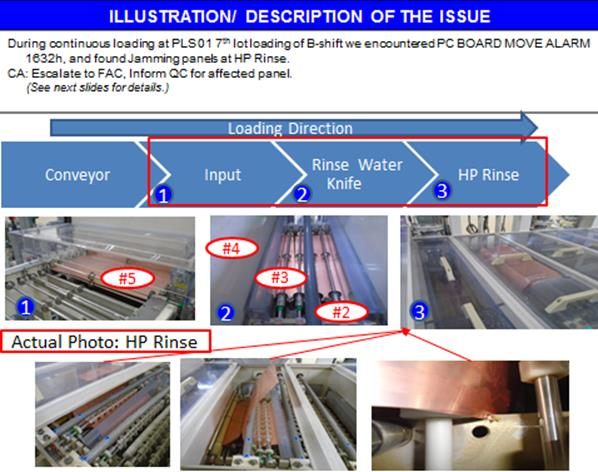 ILLUSTRATION/ DESCRIPTION OF THE ISSUE
During continuous loading at PLS01 7th lot loading of B-shift we encountered PC BOARD MOVE ALARM
1632h, and found Jamming panels at HP Rinse.
CA: Escalate to FAC, Inform QC for affected panel.
(See next slides for details.)
Loading Direction
Conveyor
1
Input
2
Rinse Water
Knife
3
HP Rinse
#5
1
#4
#3
#2
2
3
Actual Photo: HP Rinse